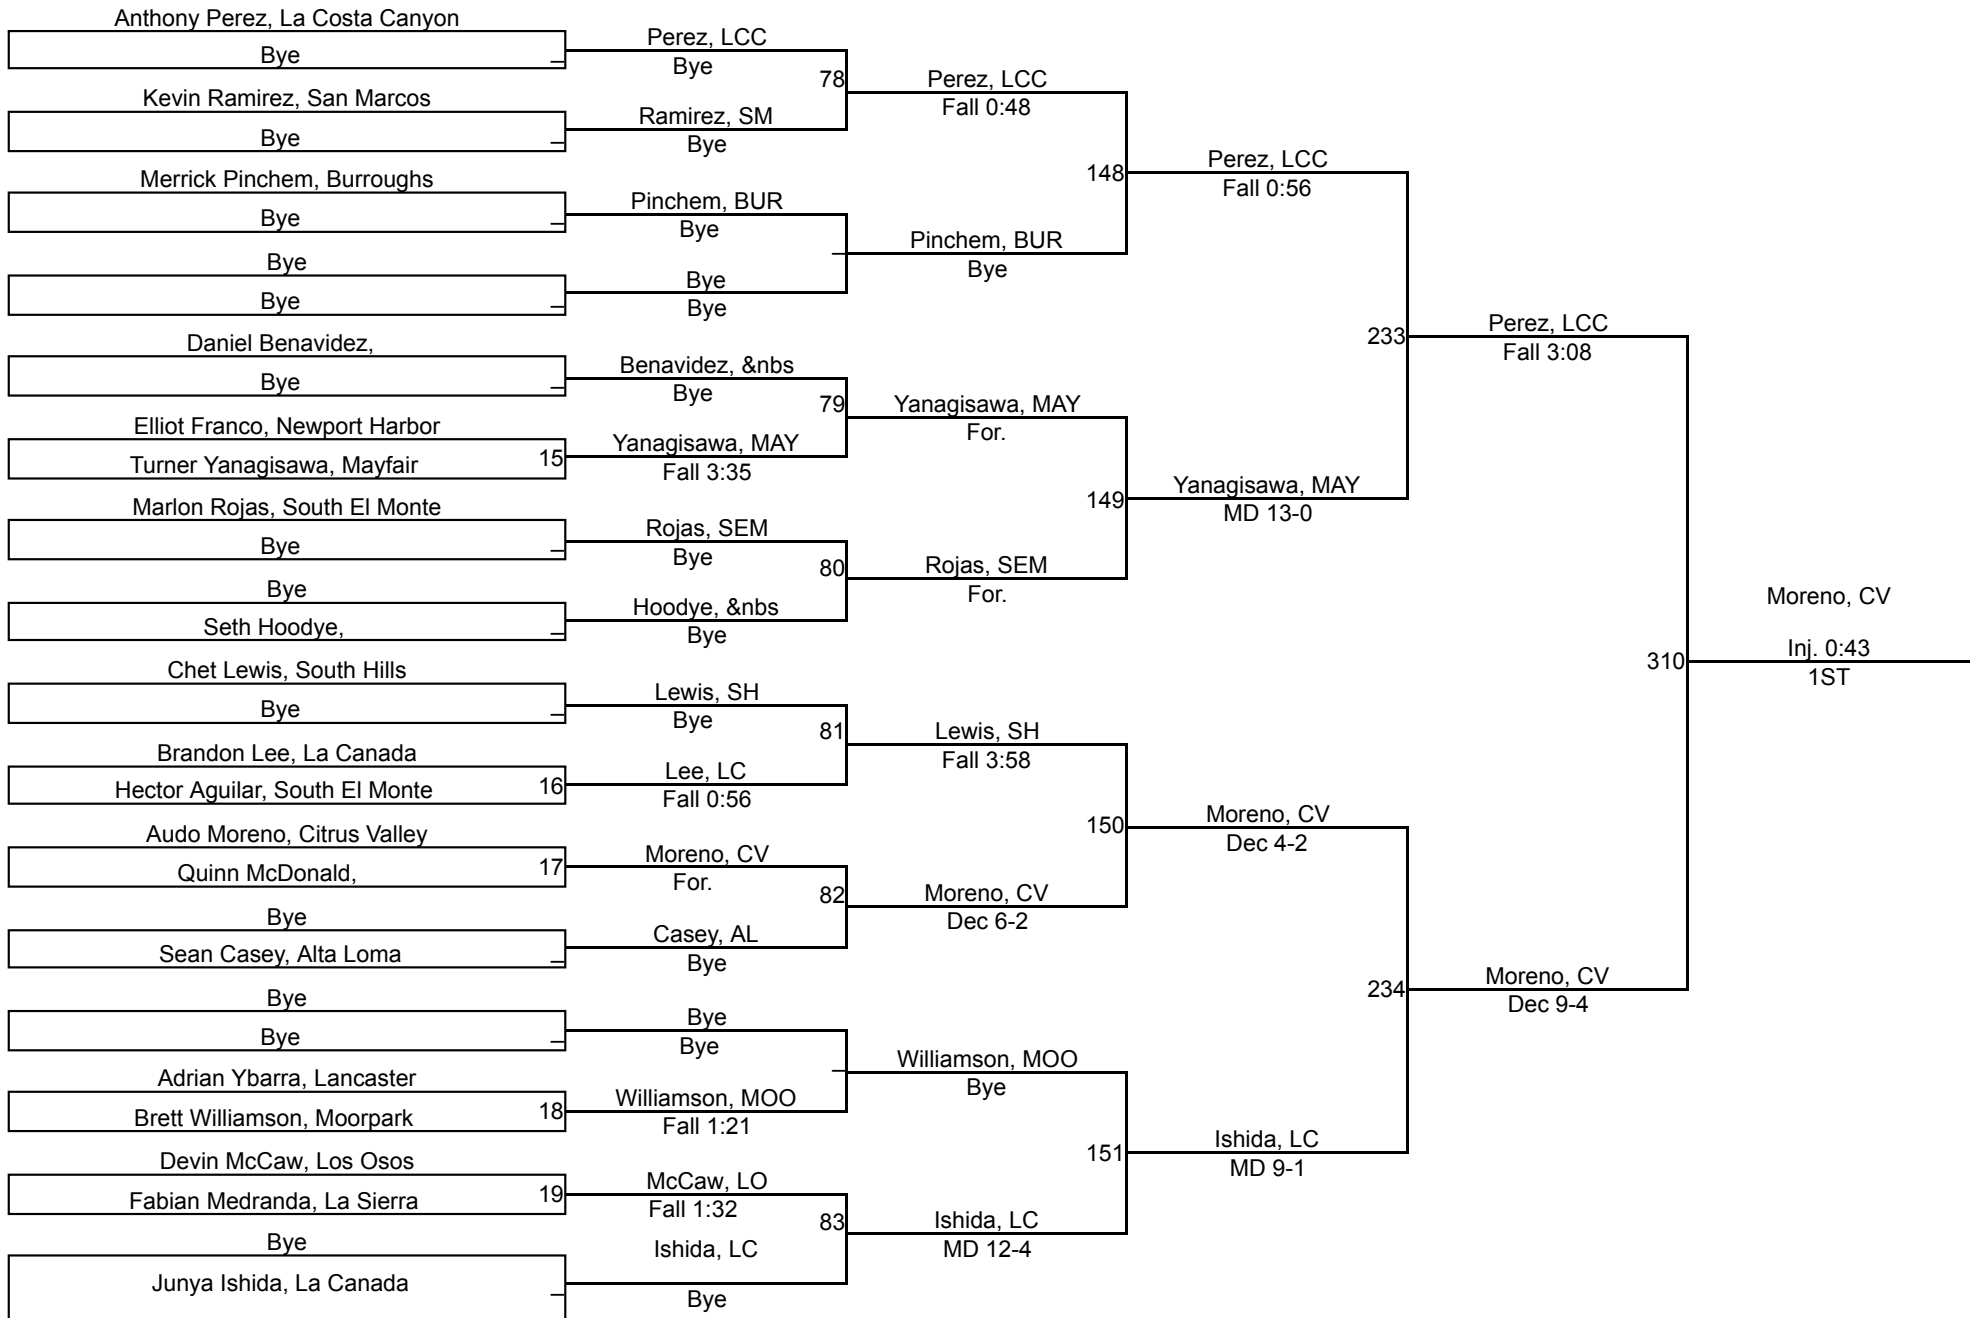 Anthony Perez, La Costa Canyon
Bye
Kevin Ramirez, San Marcos
Bye
Merrick Pinchem, Burroughs
Bye
Bye
Bye
Daniel Benavidez,
Bye
Elliot Franco, Newport Harbor
Turner Yanagisawa, Mayfair 15
Marlon Rojas, South El Monte
Bye
Bye
Seth Hoodye,
Chet Lewis, South Hills
Bye
Brandon Lee, La Canada
Hector Aguilar, South El Monte 16
Audo Moreno, Citrus Valley
Quinn McDonald, 17
Bye
Sean Casey, Alta Loma
Bye
Bye
Adrian Ybarra, Lancaster
Brett Williamson, Moorpark 18
Devin McCaw, Los Osos
Fabian Medranda, La Sierra 19
Bye
Junya Ishida, La Canada
Perez, LCC
Bye
78
Ramirez, SM
Bye
Pinchem, BUR
Bye
Bye
Bye
Benavidez, &nbs
Bye
79
Yanagisawa, MAY
Fall 3:35
Rojas, SEM
Bye
80
Hoodye, &nbs
Bye
Lewis, SH
Bye
81
Lee, LC
Fall 0:56
Moreno, CV
For.
82
Casey, AL
Bye
Bye
Bye
Williamson, MOO
Fall 1:21
McCaw, LO
Fall 1:32
83
Ishida, LC
Bye
Perez, LCC
Fall 0:48
148
Pinchem, BUR
Bye
Yanagisawa, MAY
For.
149
Rojas, SEM
For.
Lewis, SH
Fall 3:58
150
Moreno, CV
Dec 6-2
Williamson, MOO
Bye
151
Ishida, LC
MD 12-4
Perez, LCC
Fall 0:56
233
Yanagisawa, MAY
MD 13-0
Moreno, CV
Dec 4-2
234
Ishida, LC
MD 9-1
Perez, LCC
Fall 3:08
310
Moreno, CV
Dec 9-4
Moreno, CV
Inj. 0:43
1ST